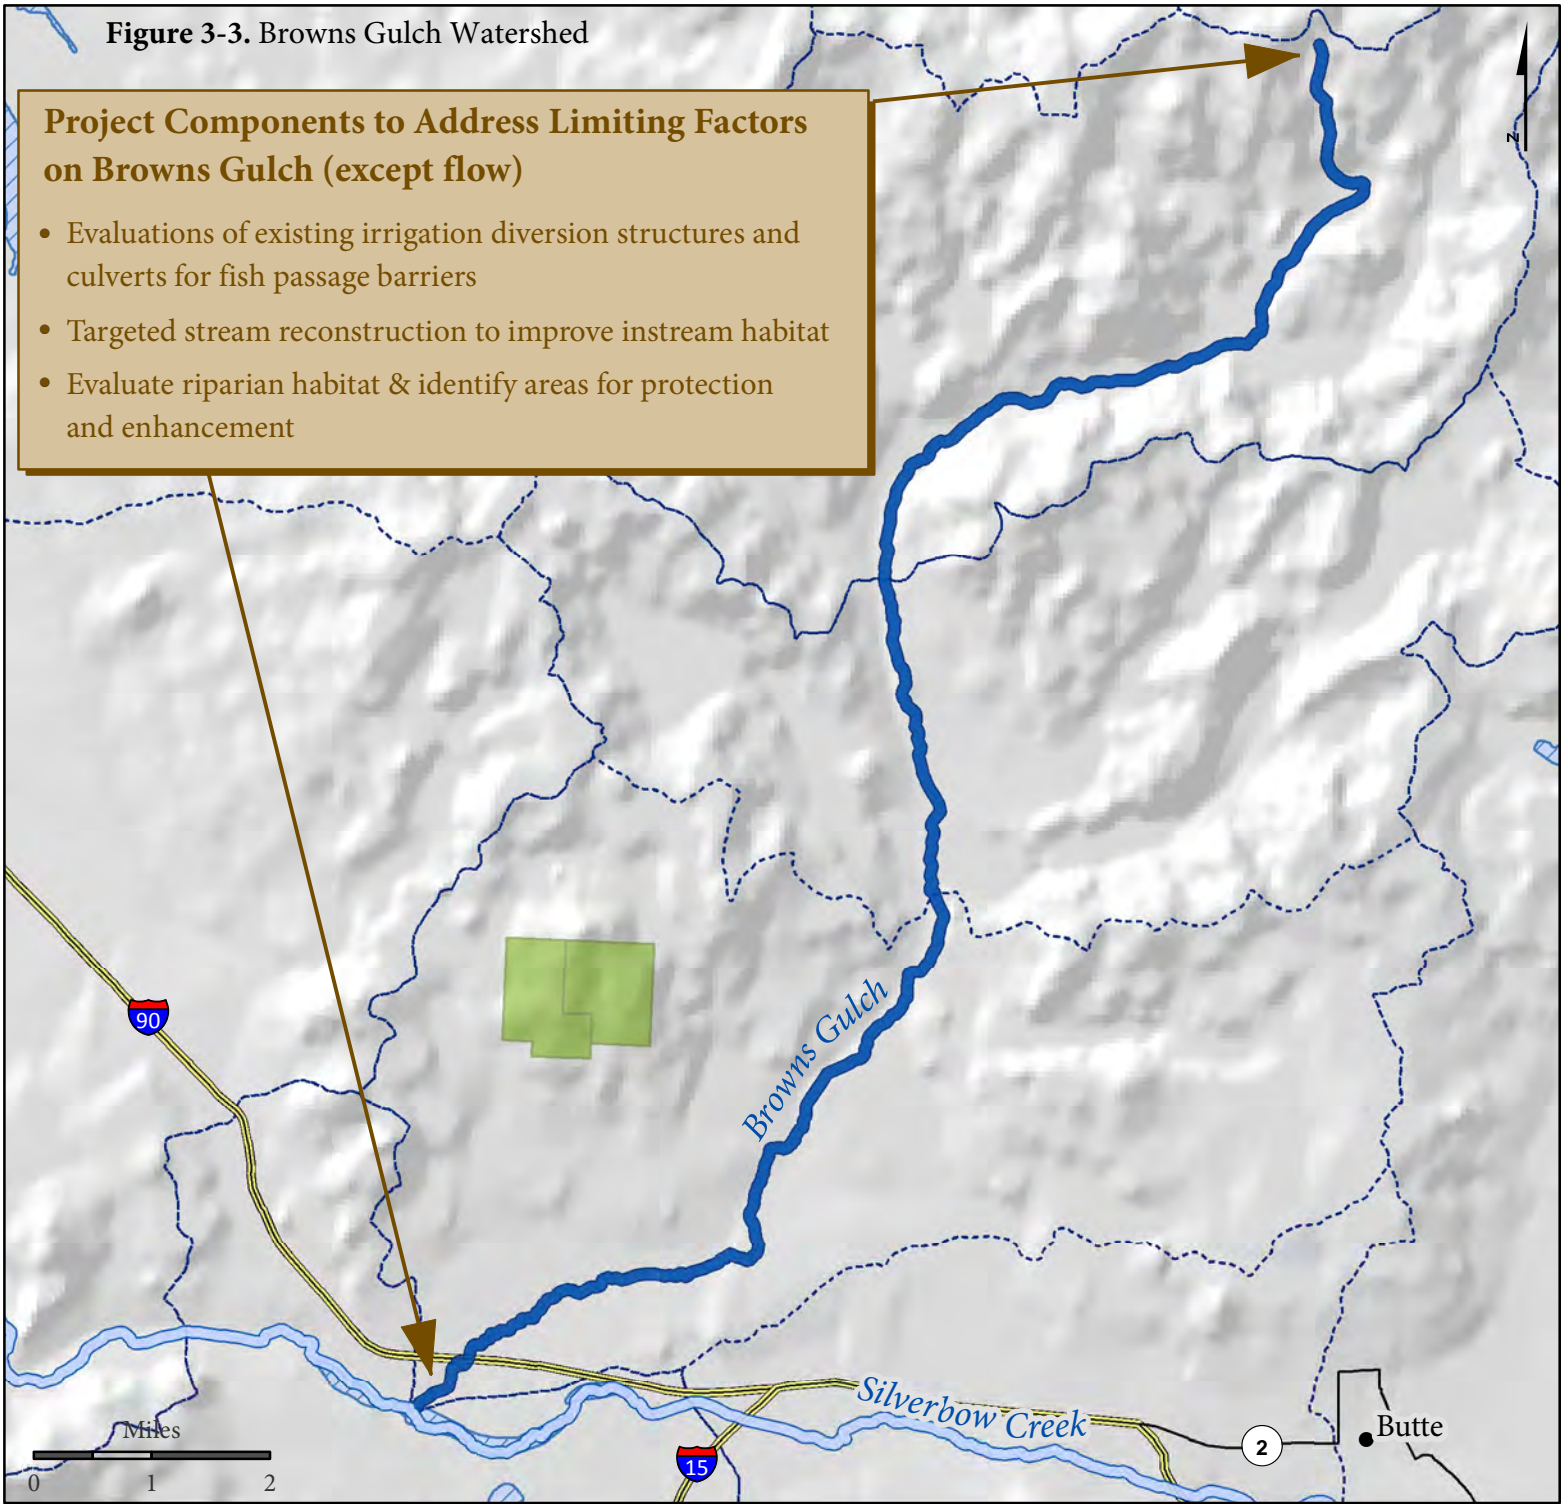 Figure 3-3. Browns Gulch Watershed
Project Components to Address Limiting Factors
on Browns Gulch (except flow)
• Evaluations of existing irrigation diversion structures and
culverts for fish passage barriers
• Targeted stream reconstruction to improve instream habitat
• Evaluate riparian habitat & identify areas for protection
and enhancement
N
90
Browns Gulch
Silverbow Creek
Butte
2
15
Miles
0 1 2